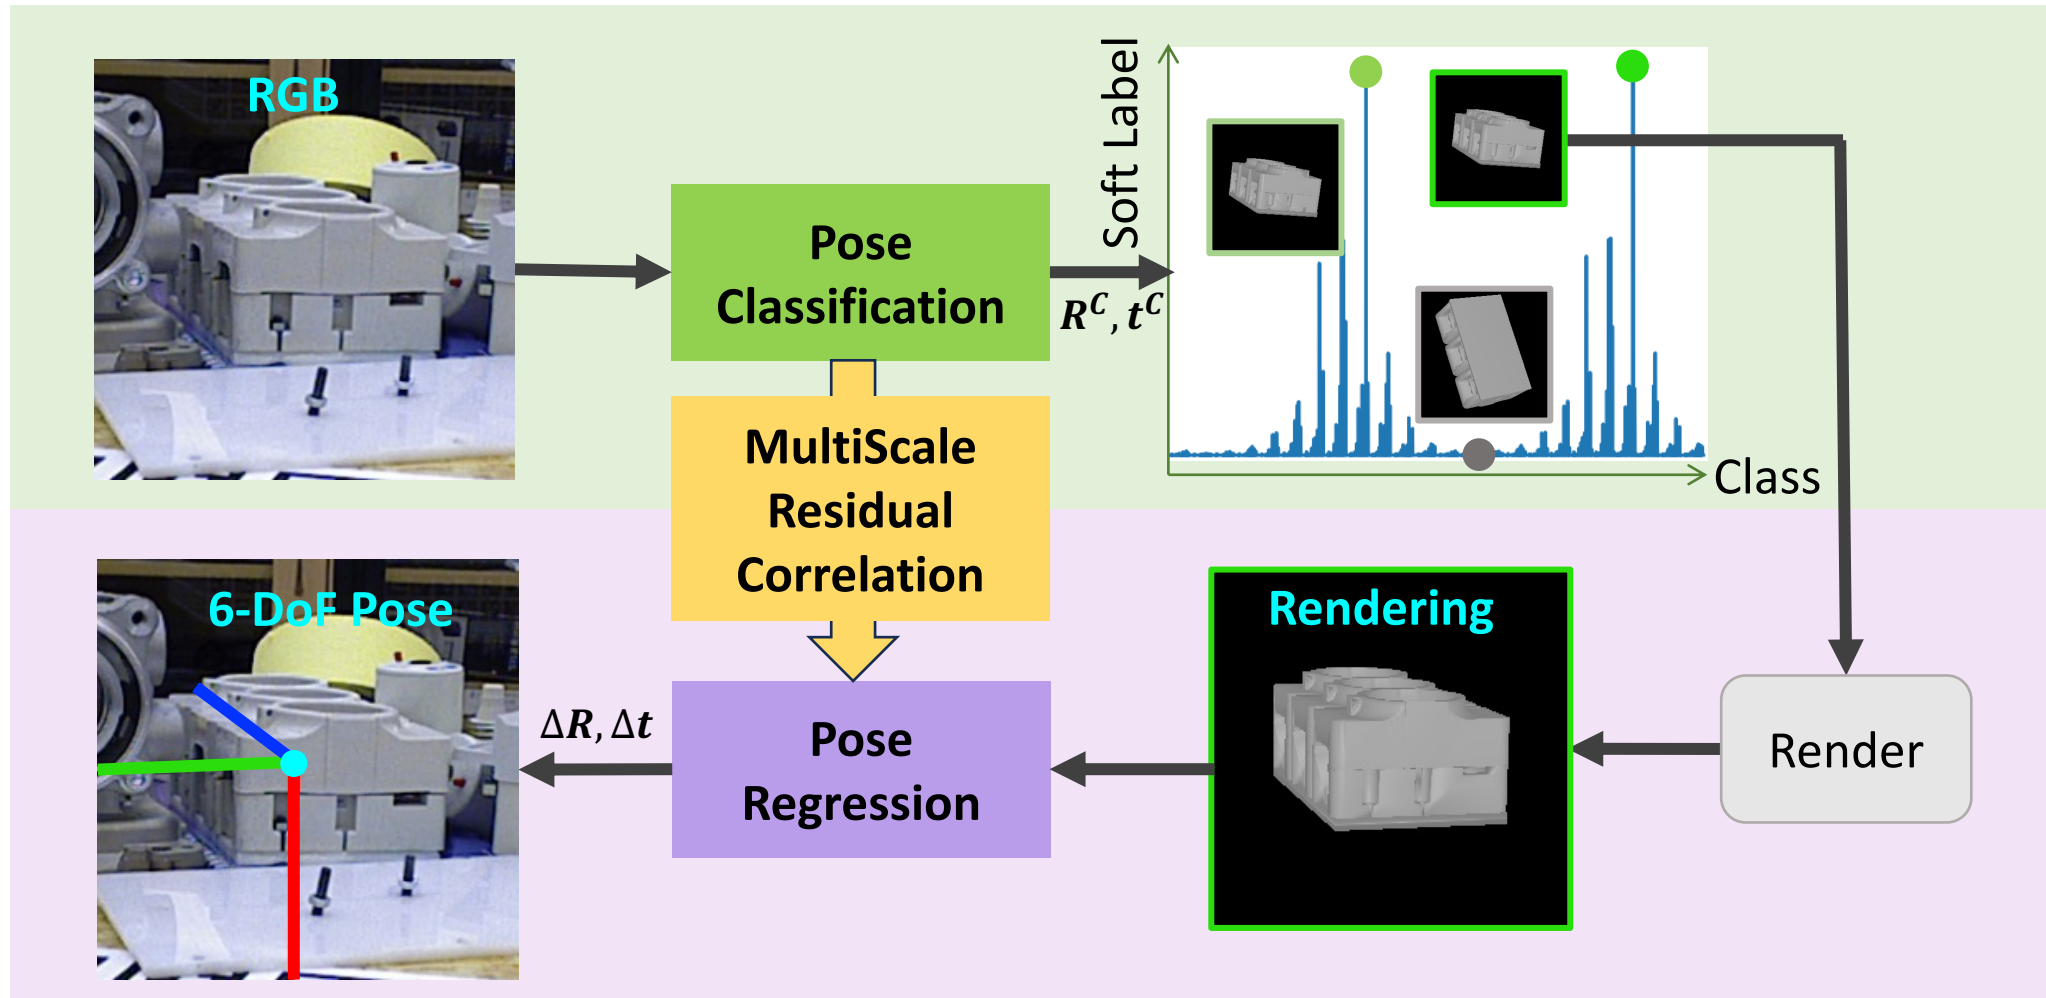 RGB
Pose
Classification
R^C, t^C
Soft Label
Class
MultiScale
Residual
Correlation
6-DoF Pose
ΔR, Δt
Pose
Regression
Rendering
Render